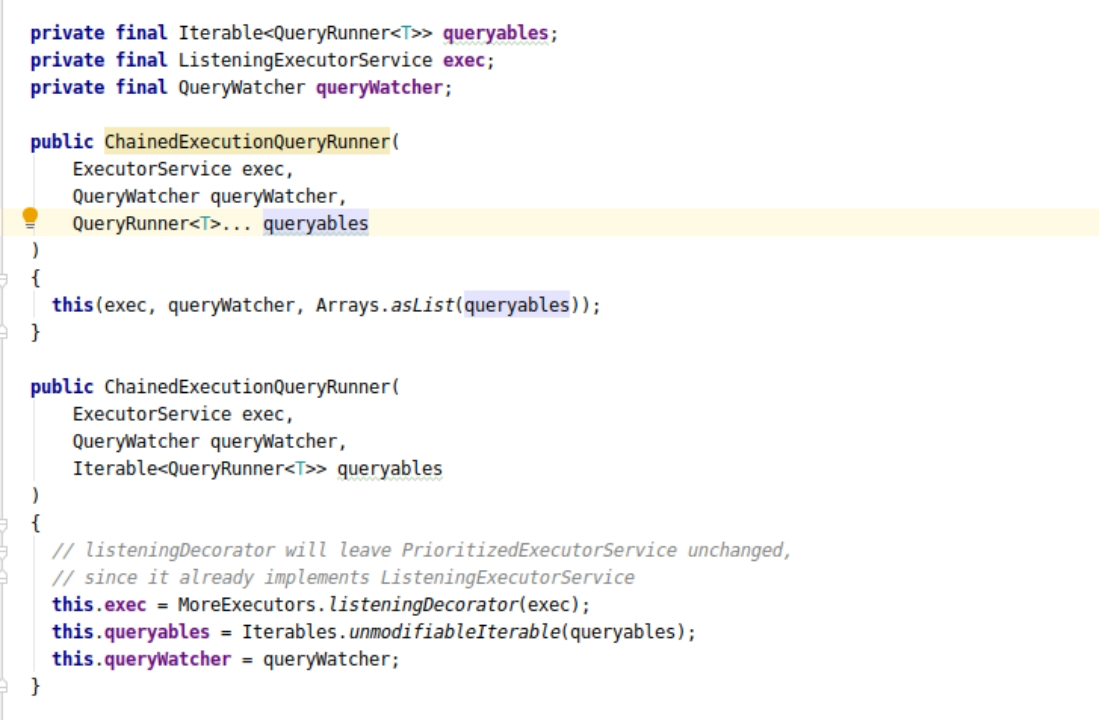 private final Iterable<QueryRunner<T>> queryables;
private final ListeningExecutorService exec;
private final QueryWatcher queryWatcher;
public ChainedExecutionQueryRunner(
ExecutorService exec,
QueryWatcher queryWatcher,
QueryRunner<T>... queryables
)
{
this(exec, queryWatcher, Arrays.asList(queryables));
}
public ChainedExecutionQueryRunner(
ExecutorService exec,
QueryWatcher queryWatcher,
Iterable<QueryRunner<T>> queryables
)
{
// listeningDecorator will leave PrioritizedExecutorService unchanged,
// since it already implements ListeningExecutorService
this.exec = MoreExecutors.listeningDecorator(exec);
this.queryables = Iterables.unmodifiableIterable(queryables);
this.queryWatcher = queryWatcher;
}